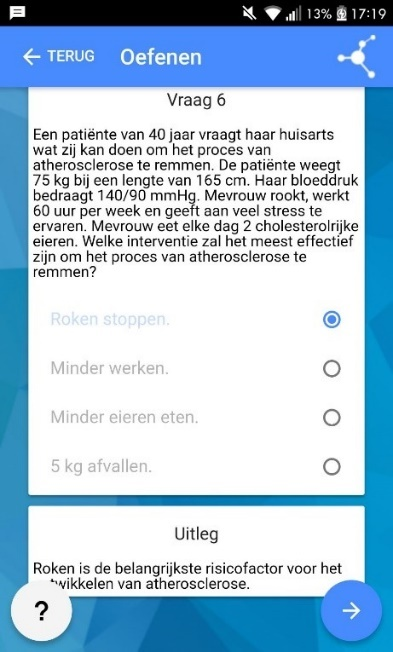 13% 17:19
TERUG Oefenen
Vraag 6
Een patiënte van 40 jaar vraagt haar huisarts
wat zij kan doen om het proces van
atherosclerose te remmen. De patiënte weegt
75 kg bij een lengte van 165 cm. Haar bloeddruk
bedraagt 140/90 mmHg. Mevrouw rookt, werkt
60 uur per week en geeft aan veel stress te
ervaren. Mevrouw eet elke dag 2 cholesterolrijke
eieren. Welke interventie zal het meest effectief
zijn om het proces van atherosclerose te
remmen?
Roken stoppen.
Minder werken.
Minder eieren eten.
5 kg afvallen.
Uitleg
Roken is de belangrijkste risicofactor voor het
twikkelen van atherosclerose.
?